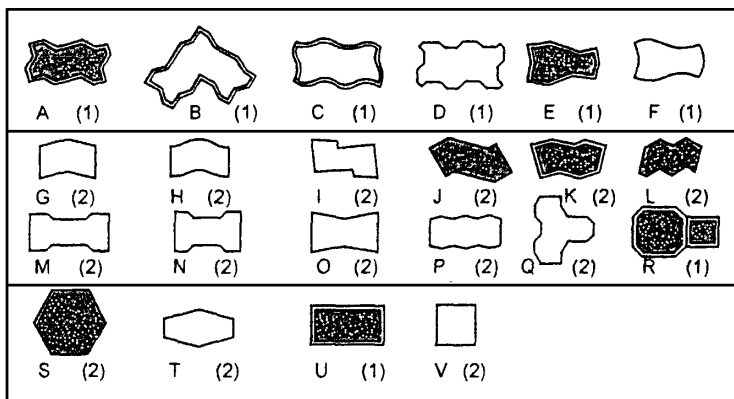 A (1) B (1) C (1) D (1) E (1) F (1)
G (2) H (2) I (2) J (2) K (2) L (2)
M (2) N (2) O (2) P (2) Q (2) R (1)
S (2) T (2) U (1) V (2)